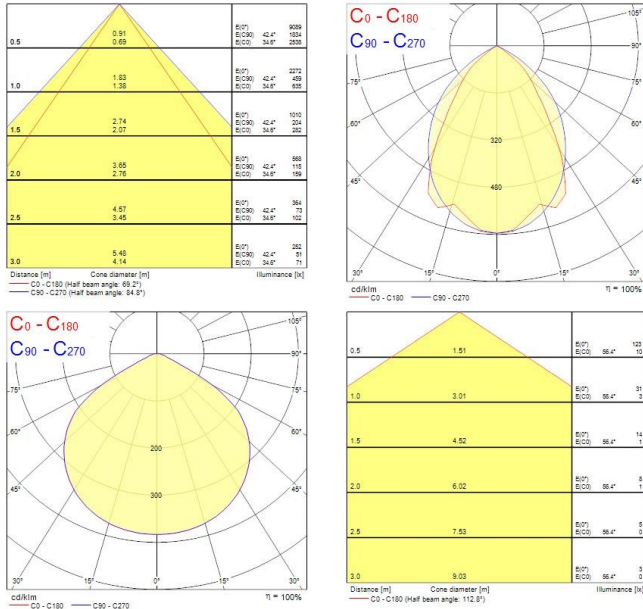 0.5
0.91
0.69
E(0°) 9089
E(C90) 42.4° 1834
E(C0) 34.6° 2538
1.0
1.83
1.38
E(0°) 2272
E(C90) 42.4° 459
E(C0) 34.6° 635
1.5
2.74
2.07
E(0°) 1010
E(C90) 42.4° 204
E(C0) 34.6° 282
2.0
3.65
2.76
E(0°) 568
E(C90) 42.4° 115
E(C0) 34.6° 159
2.5
4.57
3.45
E(0°) 364
E(C90) 42.4° 73
E(C0) 34.6° 102
3.0
5.48
4.14
E(0°) 252
E(C90) 42.4° 51
E(C0) 34.6° 71
Distance [m] Cone diameter [m] Illuminance [lx]
C0 - C180 (Half beam angle: 69.2°)
C90 - C270 (Half beam angle: 84.8°)
C0 - C180
C90 - C270
105°
90°
75° 75°
60° 60°
45° 45°
320
480
30° 15° 0° 15° 30°
cd/klm η = 100%
C0 - C180 C90 - C270
C0 - C180
C90 - C270
105°
90°
75° 75°
60° 60°
45° 45°
200
300
30° 15° 0° 15° 30°
cd/klm η = 100%
C0 - C180 C90 - C270
0.5 1.51
E(0°) 123
E(C0) 56.4° 10
1.0 3.01
E(0°) 31
E(C0) 56.4° 3
1.5 4.52
E(0°) 14
E(C0) 56.4° 1
2.0 6.02
E(0°) 8
E(C0) 56.4° 1
2.5 7.53
E(0°) 5
E(C0) 56.4° 0
3.0 9.03
E(0°) 3
E(C0) 56.4° 0
Distance [m] Cone diameter [m] Illuminance [lx]
C0 - C180 (Half beam angle: 112.8°)